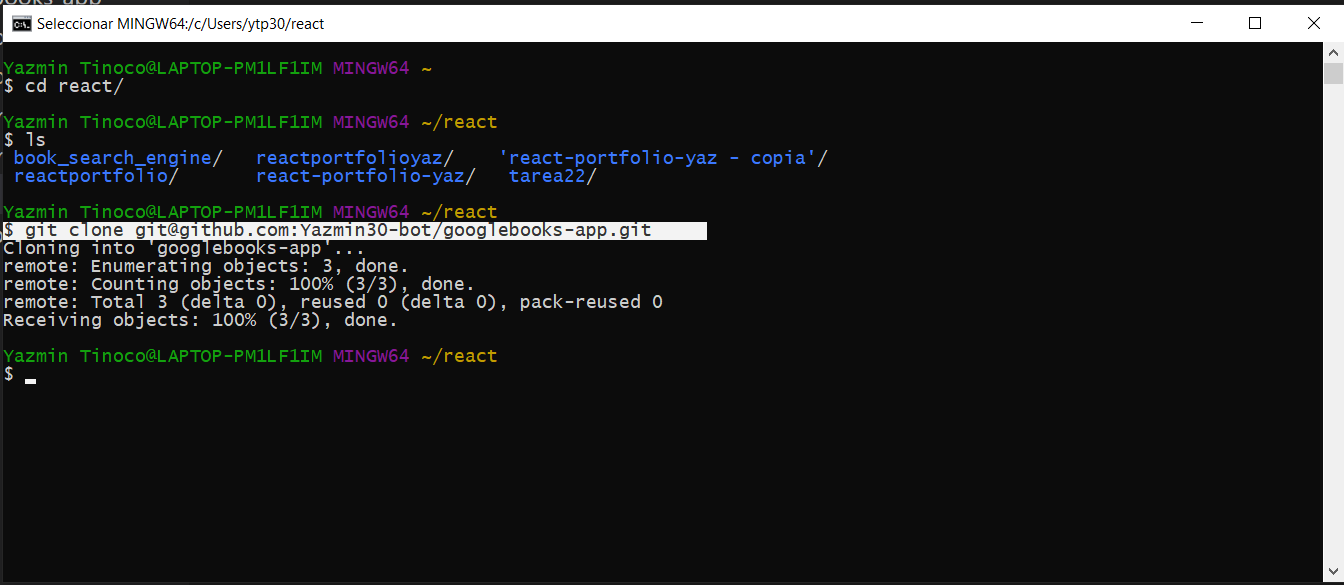 Seleccionar MINGW64:/c/Users/ytp30/react
Yazmin Tinoco@LAPTOP-PM1LF1IM MINGW64 ~
$ cd react/
Yazmin Tinoco@LAPTOP-PM1LF1IM MINGW64 ~/react
$ ls
book_search_engine/ reactportfolioyaz/ 'react-portfolio-yaz - copia'/
reactportfolio/ react-portfolio-yaz/ tarea22/
Yazmin Tinoco@LAPTOP-PM1LF1IM MINGW64 ~/react
$ git clone git@github.com:Yazmin30-bot/googlebooks-app.git
Cloning into 'googlebooks-app'...
remote: Enumerating objects: 3, done.
remote: Counting objects: 100% (3/3), done.
remote: Total 3 (delta 0), reused 0 (delta 0), pack-reused 0
Receiving objects: 100% (3/3), done.
Yazmin Tinoco@LAPTOP-PM1LF1IM MINGW64 ~/react
$